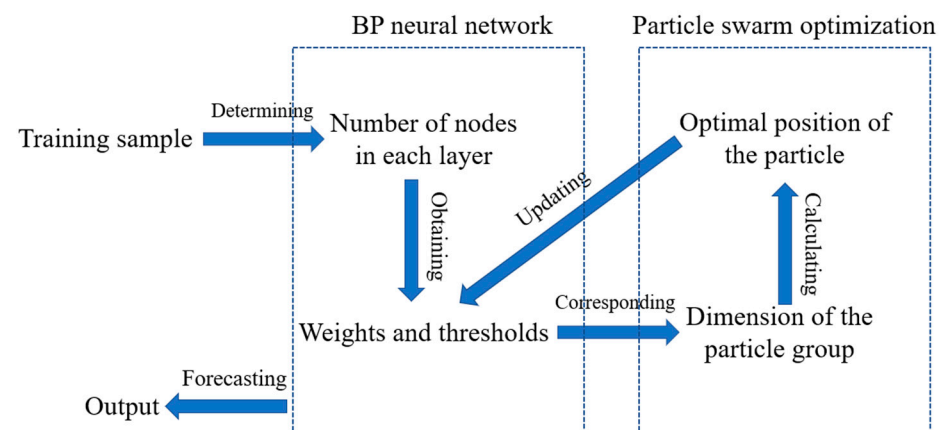 BP neural network
Particle swarm optimization
Determining
Training sample
Number of nodes
in each layer
Optimal position of
the particle
Obtaining
Updating
Calculating
Corresponding
Weights and thresholds
Dimension of the
particle group
Forecasting
Output